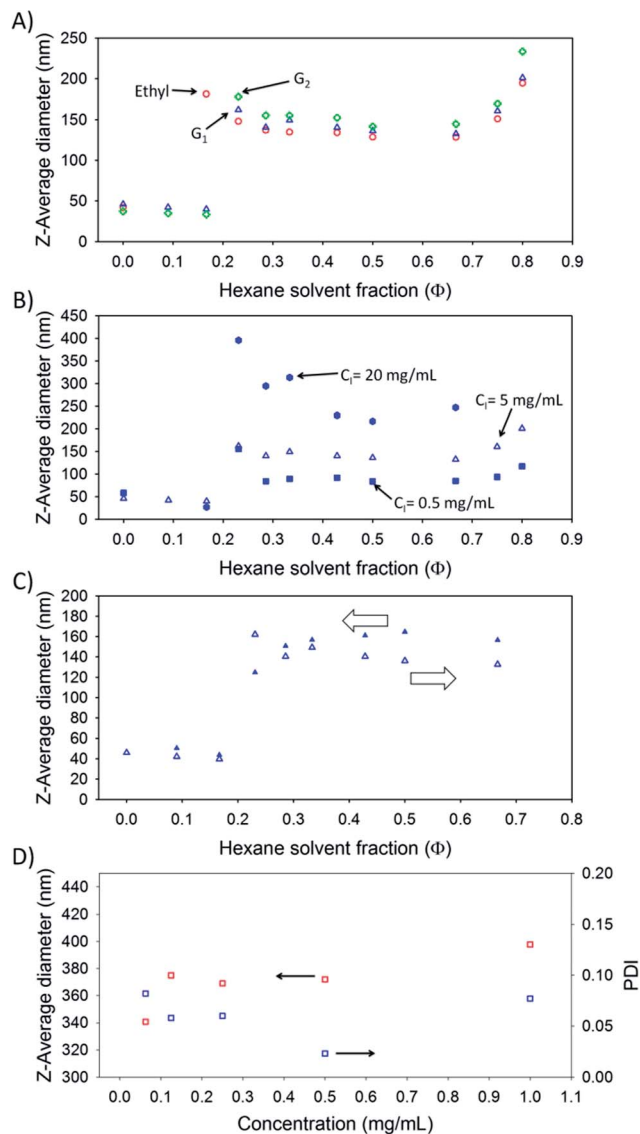 A)
Z-Average diameter (nm)
250
200
150
100
50
0
Ethyl
G2
G1
0.0 0.1 0.2 0.3 0.4 0.5 0.6 0.7 0.8 0.9
Hexane solvent fraction (Φ)
B)
Z-Average diameter (nm)
450
400
350
300
250
200
150
100
50
0
CI= 20 mg/mL
CI= 5 mg/mL
CI= 0.5 mg/mL
0.0 0.1 0.2 0.3 0.4 0.5 0.6 0.7 0.8 0.9
Hexane solvent fraction (Φ)
C)
Z-Average diameter (nm)
200
180
160
140
120
100
80
60
40
20
0
0.0 0.1 0.2 0.3 0.4 0.5 0.6 0.7 0.8
Hexane solvent fraction (Φ)
D)
Z-Average diameter (nm)
440
420
400
380
360
340
320
300
0.20
0.15
0.10
0.05
0.00
PDI
0.0 0.1 0.2 0.3 0.4 0.5 0.6 0.7 0.8 0.9 1.0 1.1
Concentration (mg/mL)